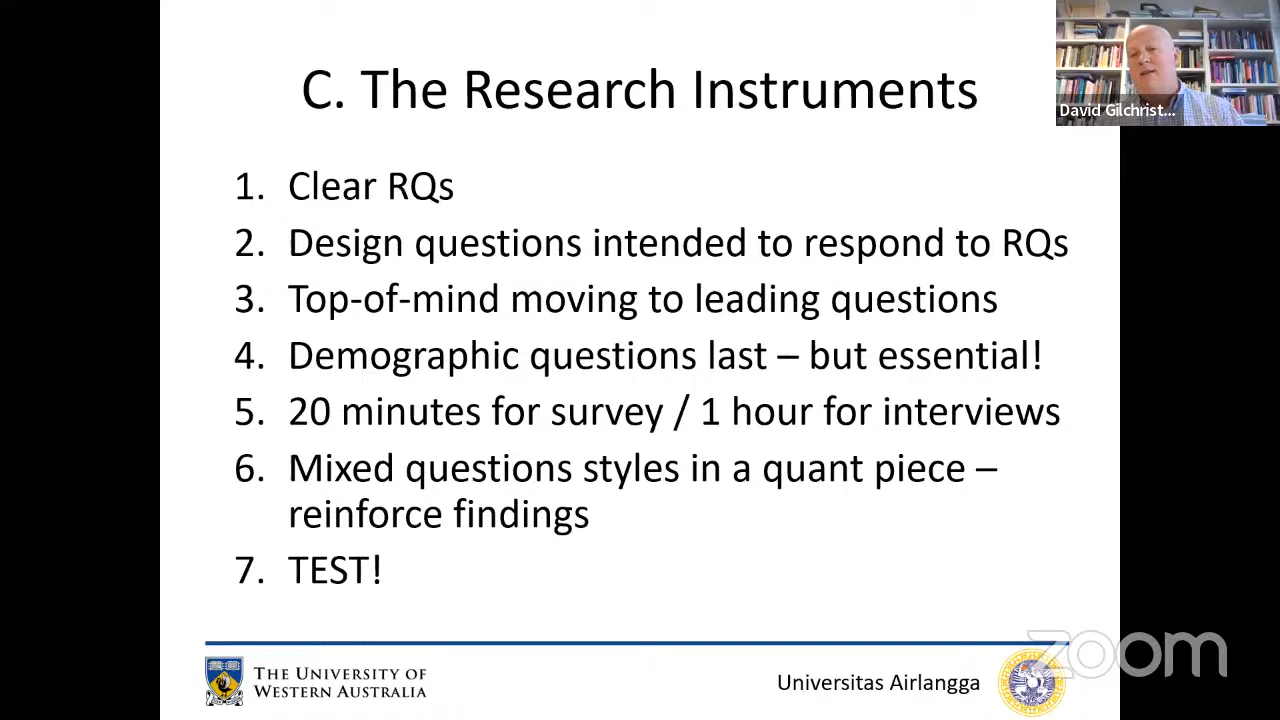 C. The Research Instruments
David Gilchrist...
1. Clear RQs
2. Design questions intended to respond to RQs
3. Top-of-mind moving to leading questions
4. Demographic questions last – but essential!
5. 20 minutes for survey / 1 hour for interviews
6. Mixed questions styles in a quant piece –
reinforce findings
7. TEST!
THE UNIVERSITY OF
WESTERN AUSTRALIA
Universitas Airlangga
zoom